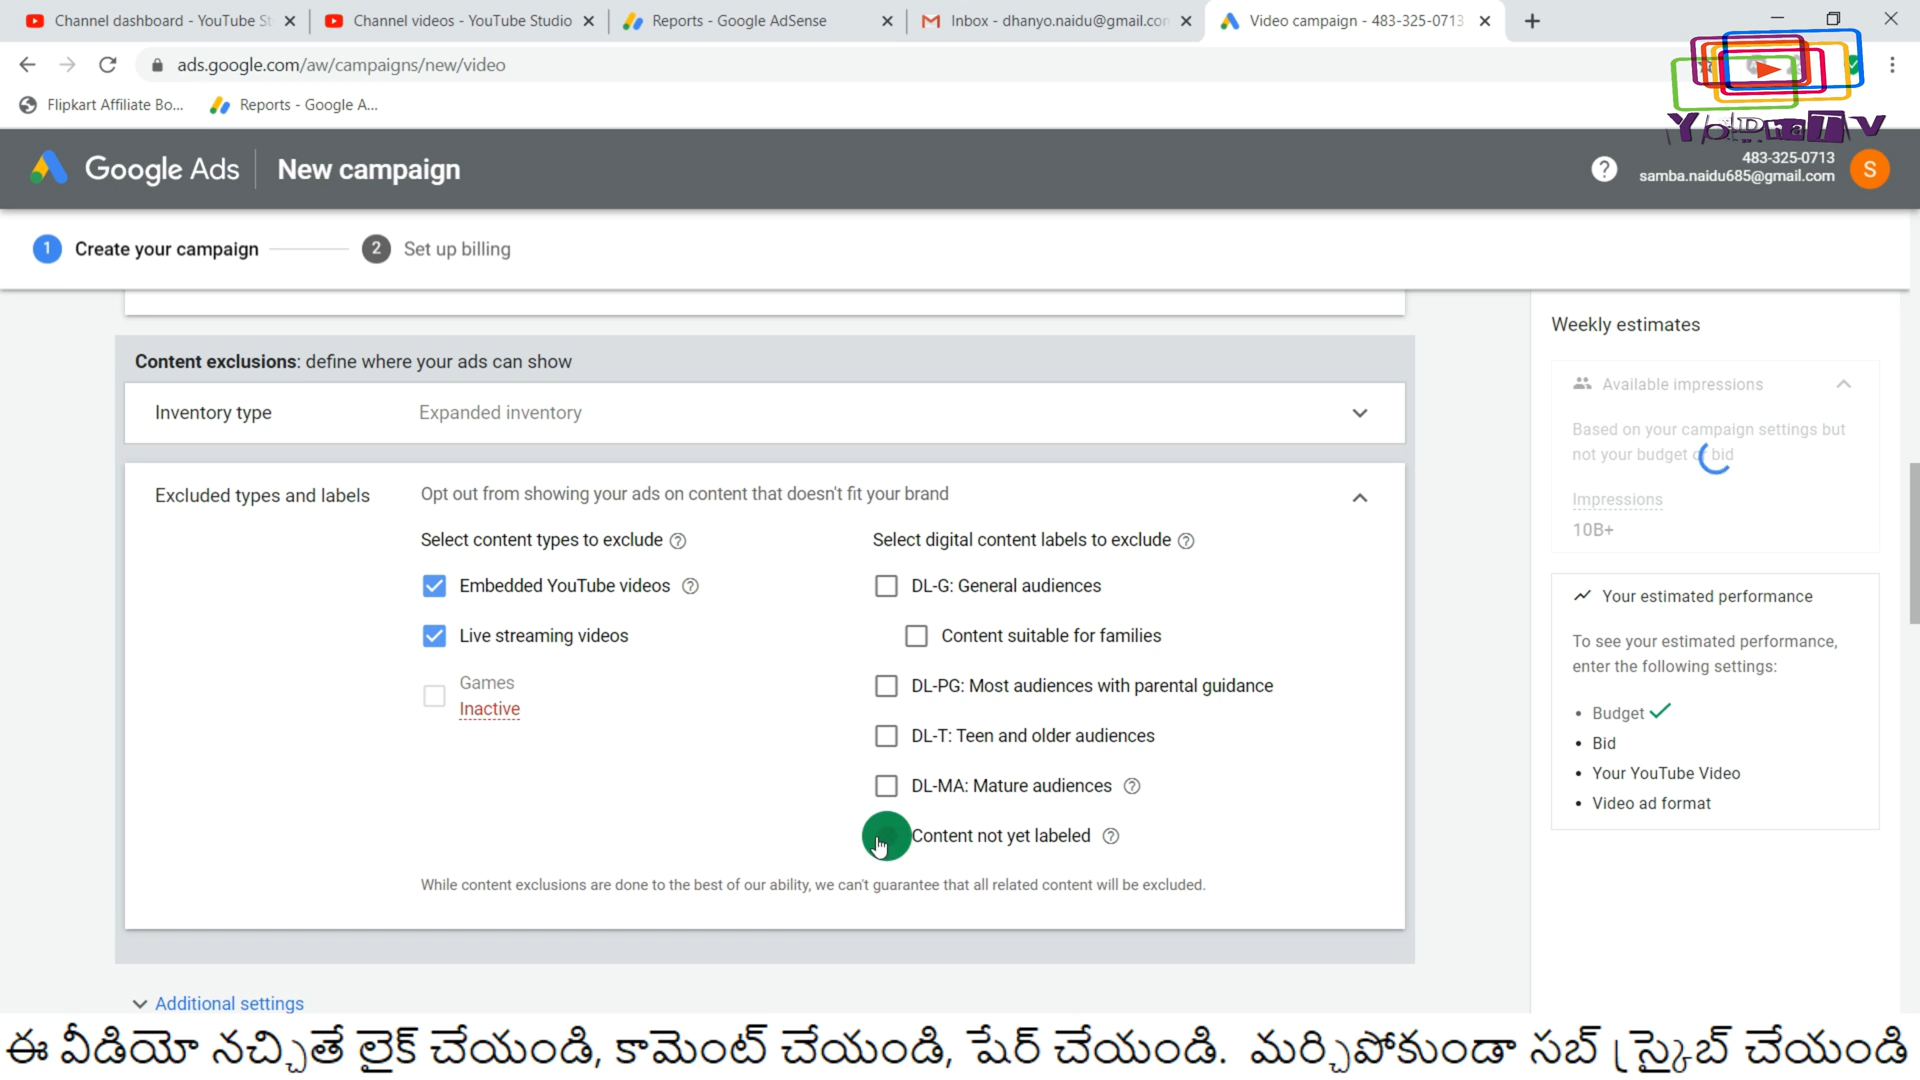 Channel dashboard - YouTube St
Channel videos - YouTube Studio
Reports - Google AdSense
Inbox - dhanyo.naidu@gmail.con
Video campaign - 483-325-0713
ads.google.com/aw/campaigns/new/video
Flipkart Affiliate Bo...
Reports - Google A...
YoDhaTV
Google Ads
New campaign
483-325-0713
samba.naidu685@gmail.com
S
1 Create your campaign
2 Set up billing
Content exclusions: define where your ads can show
Inventory type
Expanded inventory
Excluded types and labels
Opt out from showing your ads on content that doesn't fit your brand
Select content types to exclude
Embedded YouTube videos
Live streaming videos
Games
Inactive
Select digital content labels to exclude
DL-G: General audiences
Content suitable for families
DL-PG: Most audiences with parental guidance
DL-T: Teen and older audiences
DL-MA: Mature audiences
Content not yet labeled
While content exclusions are done to the best of our ability, we can't guarantee that all related content will be excluded.
Additional settings
Weekly estimates
Available impressions
Based on your campaign settings but
not your budget or bid
Impressions
10B+
Your estimated performance
To see your estimated performance,
enter the following settings:
• Budget
• Bid
• Your YouTube Video
• Video ad format
ఈ వీడియో నచ్చితే లైక్ చేయండి, కామెంట్ చేయండి, షేర్ చేయండి. మర్చిపోకుండా సబ్ స్క్రైబ్ చేయండి